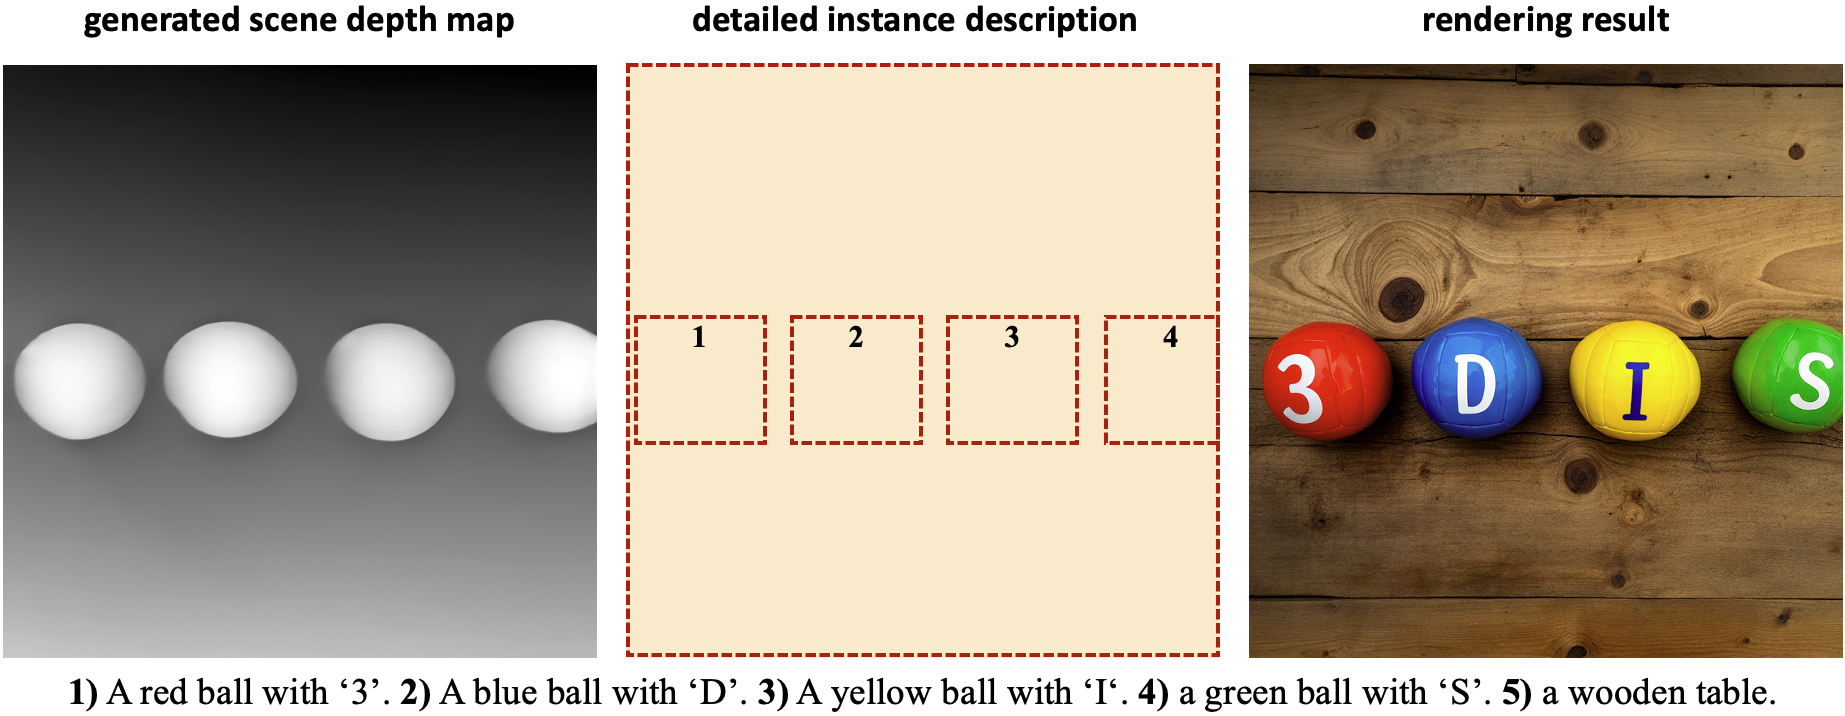 generated scene depth map
detailed instance description
rendering result
1
2
3
4
3
D
I
S
1) A red ball with ‘3’. 2) A blue ball with ‘D’. 3) A yellow ball with ‘I‘. 4) a green ball with ‘S’. 5) a wooden table.